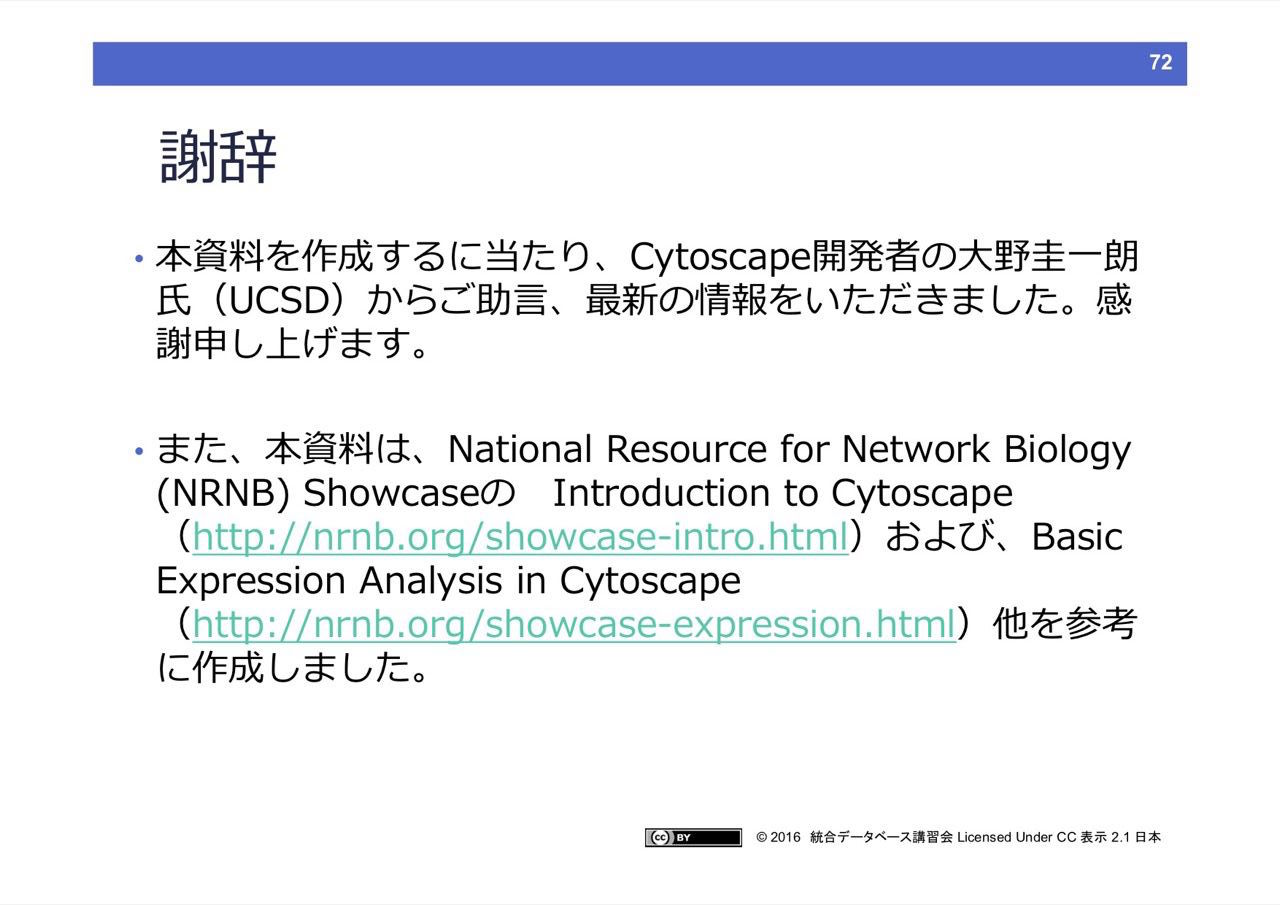 72
謝辞
• 本資料を作成するに当たり、Cytoscape開発者の大野圭一朗
氏（UCSD）からご助言、最新の情報をいただきました。感
謝申し上げます。
• また、本資料は、National Resource for Network Biology
(NRNB) Showcaseの　Introduction to Cytoscape
（http://nrnb.org/showcase-intro.html）および、Basic
Expression Analysis in Cytoscape
（http://nrnb.org/showcase-expression.html）他を参考
に作成しました。
cc BY © 2016 統合データベース講習会 Licensed Under CC 表示 2.1 日本